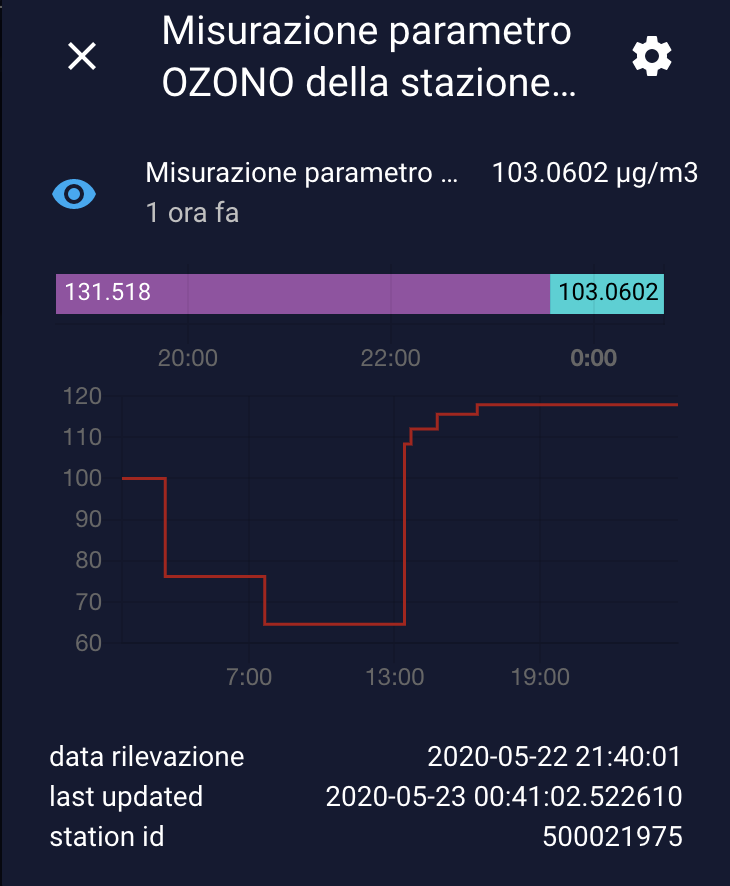 Misurazione parametro
OZONO della stazione...
Misurazione parametro ... 103.0602 µg/m3
1 ora fa
131.518 103.0602
20:00 22:00 0:00
120
110
100
90
80
70
60
7:00 13:00 19:00
data rilevazione 2020-05-22 21:40:01
last updated 2020-05-23 00:41:02.522610
station id 500021975